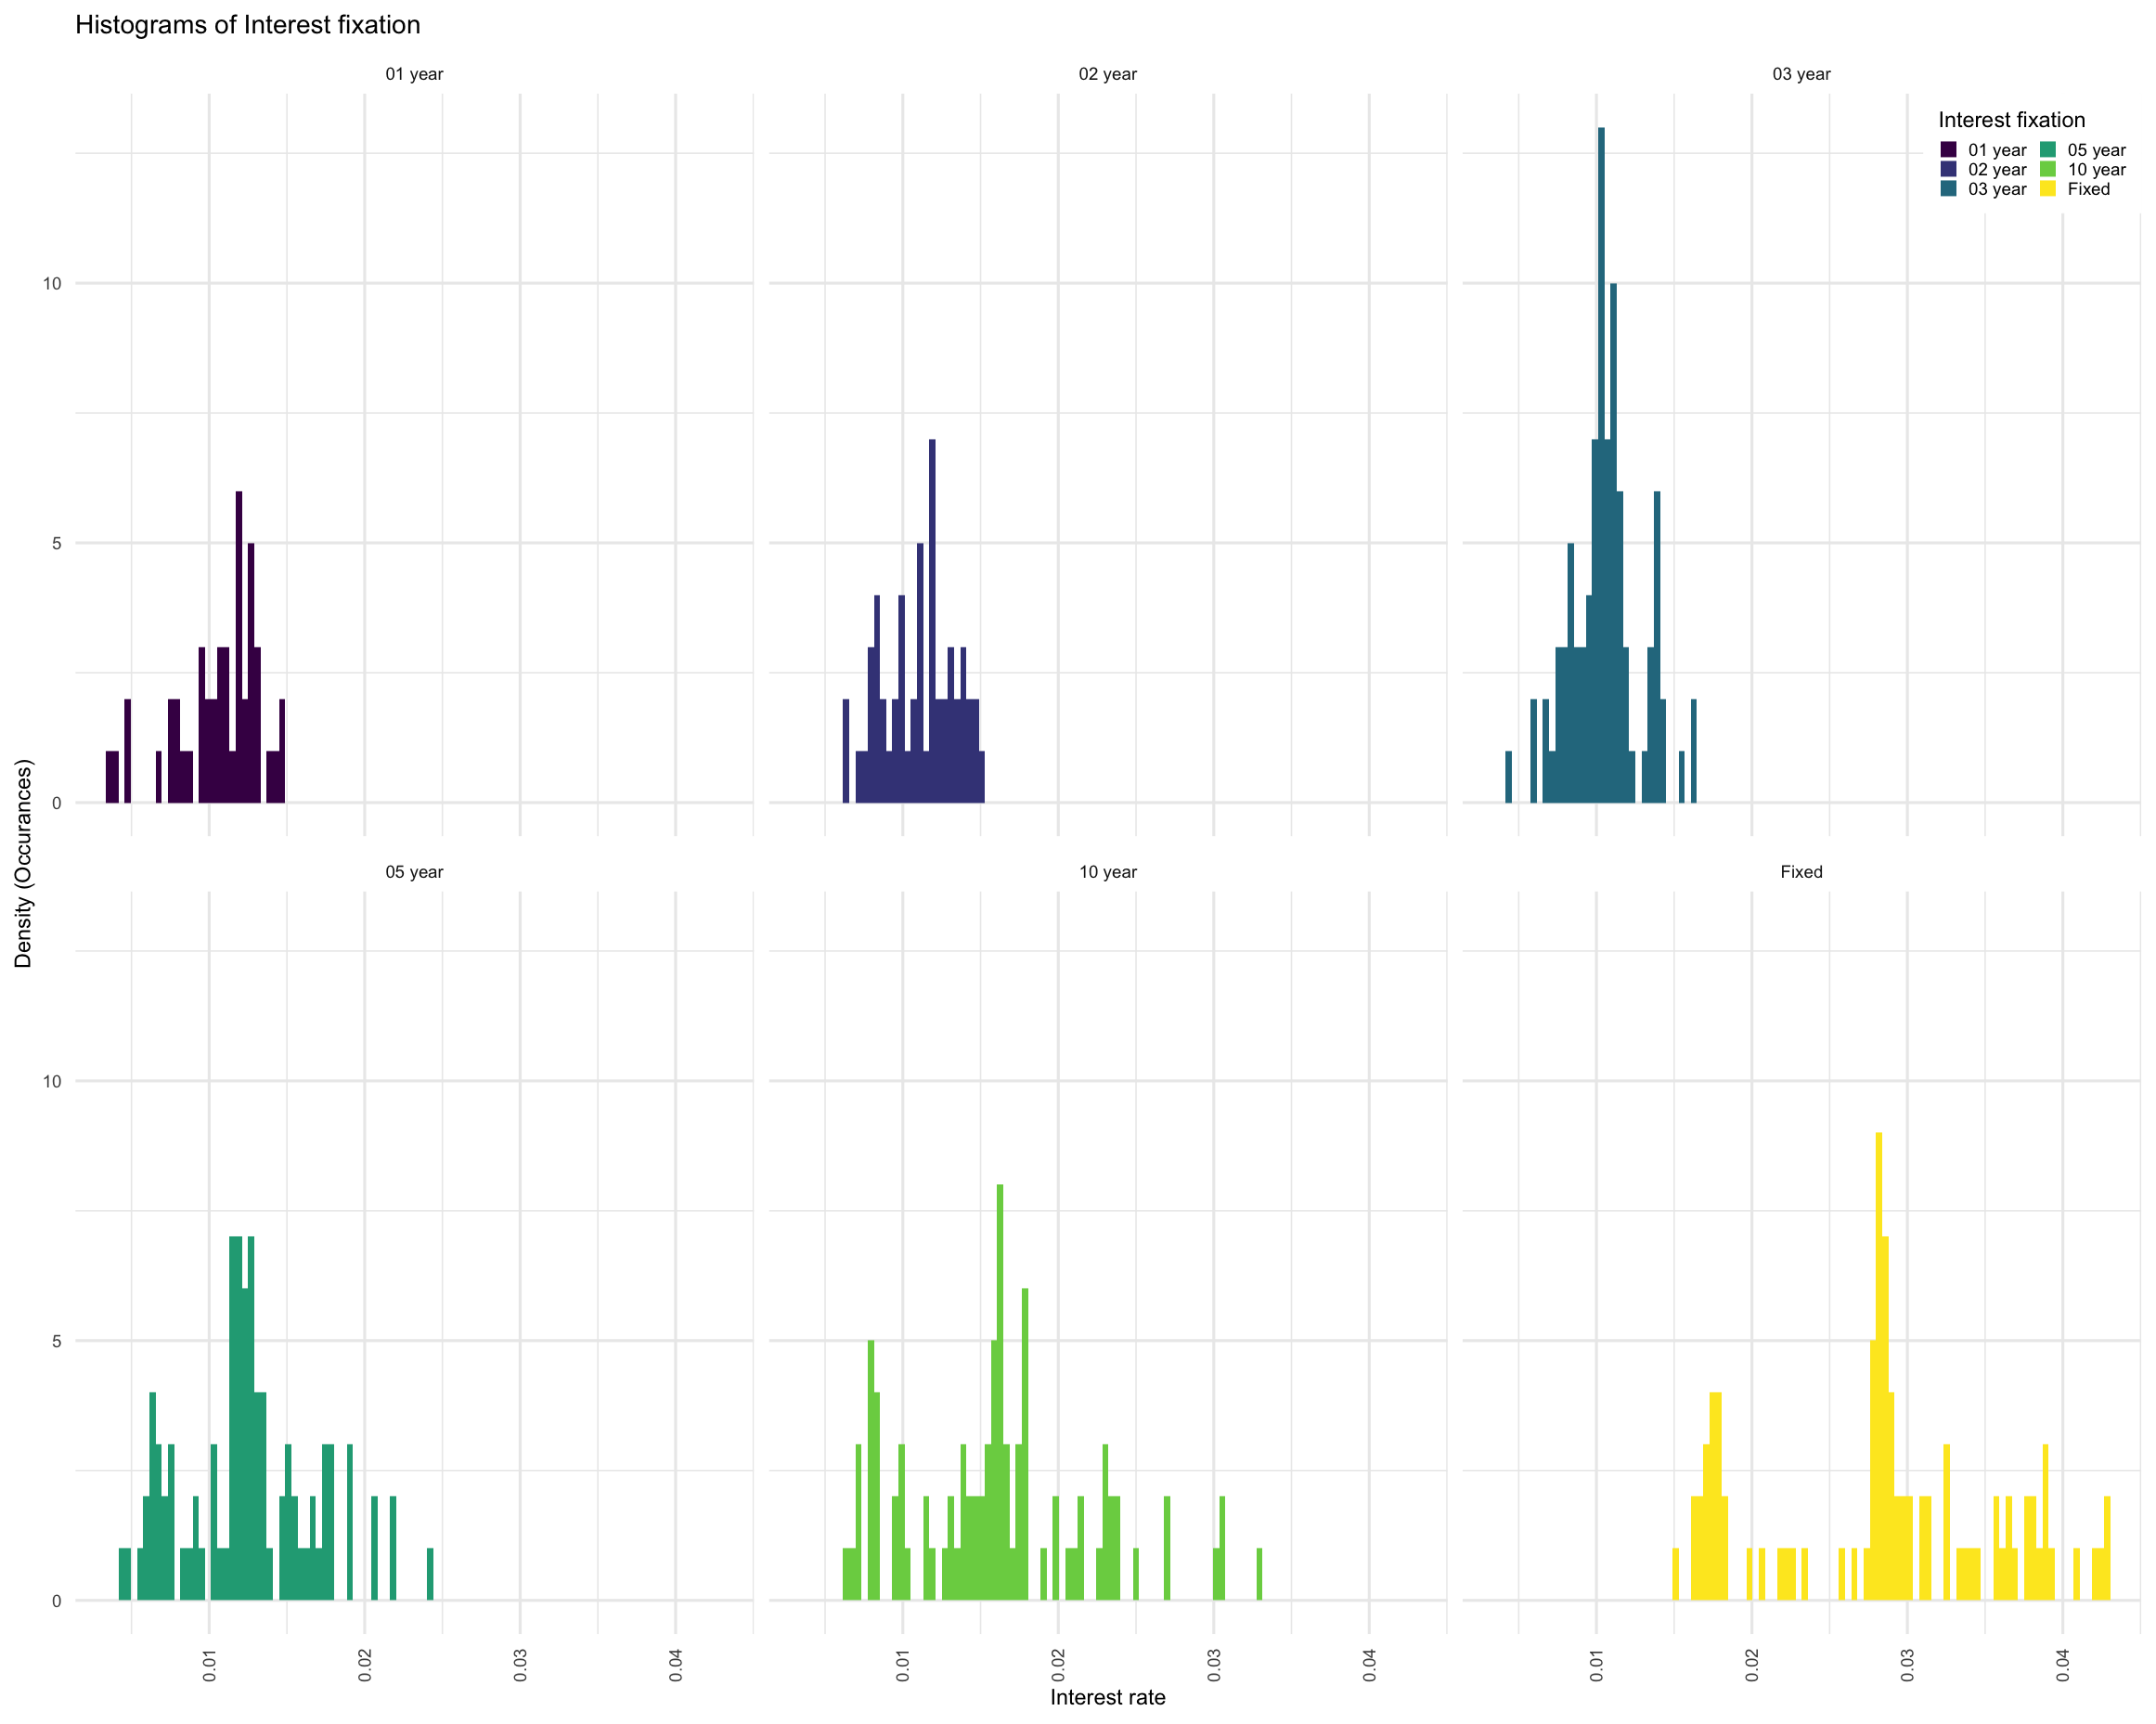 Histograms of Interest fixation
01 year
02 year
03 year
Interest fixation
01 year
05 year
02 year
10 year
03 year
Fixed
10
5
0
Density (Occurances)
05 year
10 year
Fixed
10
5
0
0.01
0.02
0.03
0.04
0.01
0.02
0.03
0.04
0.01
0.02
0.03
0.04
Interest rate